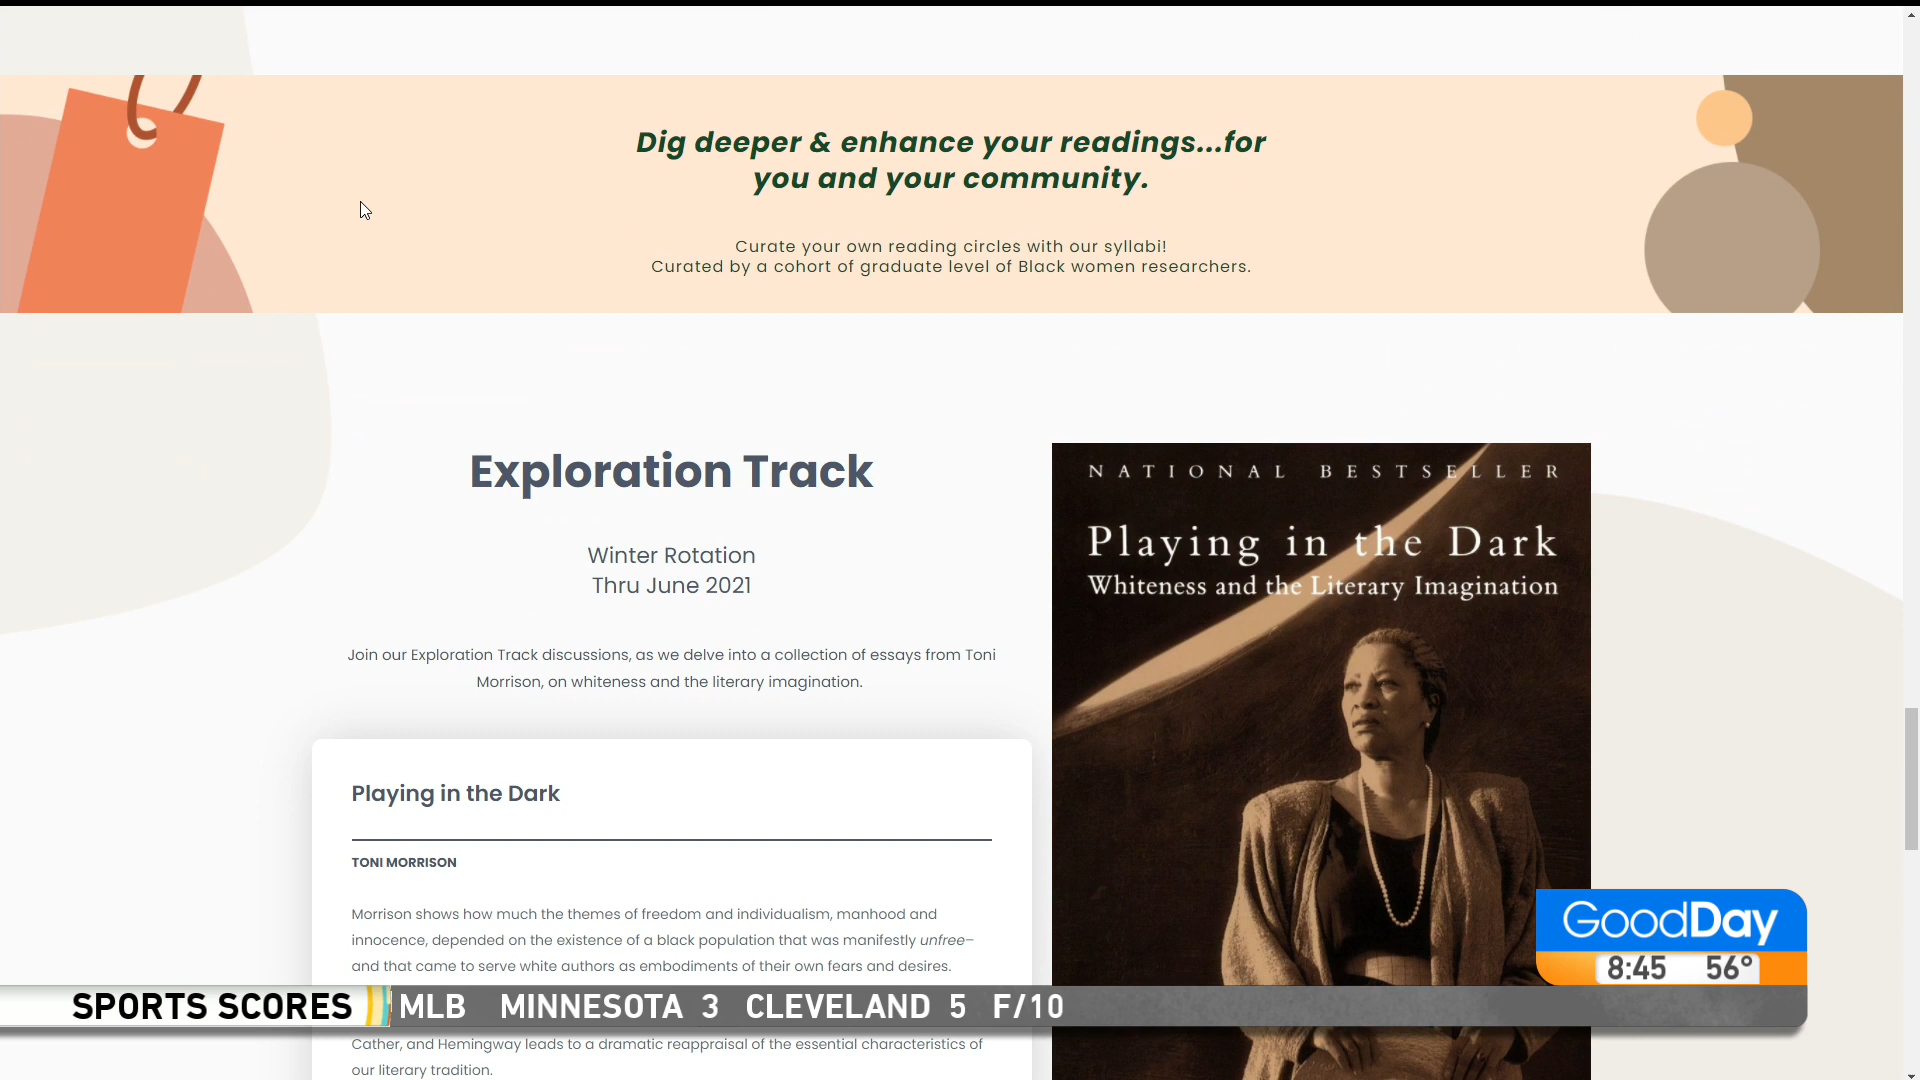 Dig deeper & enhance your readings...for
you and your community.
Curate your own reading circles with our syllabi!
Curated by a cohort of graduate level of Black women researchers.
Exploration Track
Winter Rotation
Thru June 2021
Join our Exploration Track discussions, as we delve into a collection of essays from Toni
Morrison, on whiteness and the literary imagination.
Playing in the Dark
TONI MORRISON
Morrison shows how much the themes of freedom and individualism, manhood and
innocence, depended on the existence of a black population that was manifestly unfree–
and that came to serve white authors as embodiments of their own fears and desires.
Cather, and Hemingway leads to a dramatic reappraisal of the essential characteristics of
our literary tradition.
NATIONAL BESTSELLER
Playing in the Dark
Whiteness and the Literary Imagination
GoodDay
8:45 56°
SPORTS SCORES MLB MINNESOTA 3 CLEVELAND 5 F/10